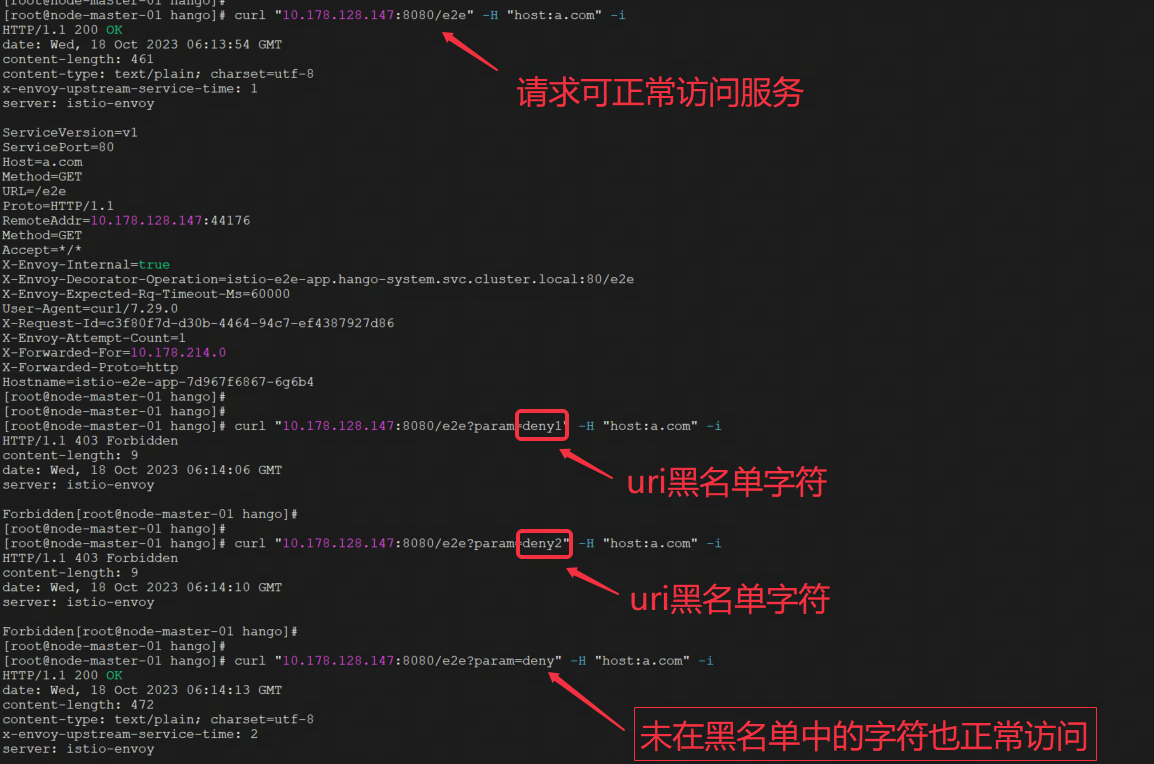 [root@node-master-01 hango]#
[root@node-master-01 hango]# curl "10.178.128.147:8080/e2e" -H "host:a.com" -i
HTTP/1.1 200 OK
date: Wed, 18 Oct 2023 06:13:54 GMT
content-length: 461
content-type: text/plain; charset=utf-8
x-envoy-upstream-service-time: 1
server: istio-envoy
请求可正常访问服务
ServiceVersion=v1
ServicePort=80
Host=a.com
Method=GET
URL=/e2e
Proto=HTTP/1.1
RemoteAddr=10.178.128.147:44176
Method=GET
Accept=*/*
X-Envoy-Internal=true
X-Envoy-Decorator-Operation=istio-e2e-app.hango-system.svc.cluster.local:80/e2e
X-Envoy-Expected-Rq-Timeout-Ms=60000
User-Agent=curl/7.29.0
X-Request-Id=c3f80f7d-d30b-4464-94c7-ef4387927d86
X-Envoy-Attempt-Count=1
X-Forwarded-For=10.178.214.0
X-Forwarded-Proto=http
Hostname=istio-e2e-app-7d967f6867-6g6b4
[root@node-master-01 hango]#
[root@node-master-01 hango]#
[root@node-master-01 hango]# curl "10.178.128.147:8080/e2e?param=deny1" -H "host:a.com" -i
HTTP/1.1 403 Forbidden
content-length: 9
date: Wed, 18 Oct 2023 06:14:06 GMT
server: istio-envoy
uri黑名单字符
Forbidden[root@node-master-01 hango]#
[root@node-master-01 hango]#
[root@node-master-01 hango]# curl "10.178.128.147:8080/e2e?param=deny2" -H "host:a.com" -i
HTTP/1.1 403 Forbidden
content-length: 9
date: Wed, 18 Oct 2023 06:14:10 GMT
server: istio-envoy
uri黑名单字符
Forbidden[root@node-master-01 hango]#
[root@node-master-01 hango]#
[root@node-master-01 hango]# curl "10.178.128.147:8080/e2e?param=deny" -H "host:a.com" -i
HTTP/1.1 200 OK
date: Wed, 18 Oct 2023 06:14:13 GMT
content-length: 472
content-type: text/plain; charset=utf-8
x-envoy-upstream-service-time: 2
server: istio-envoy
未在黑名单中的字符也正常访问